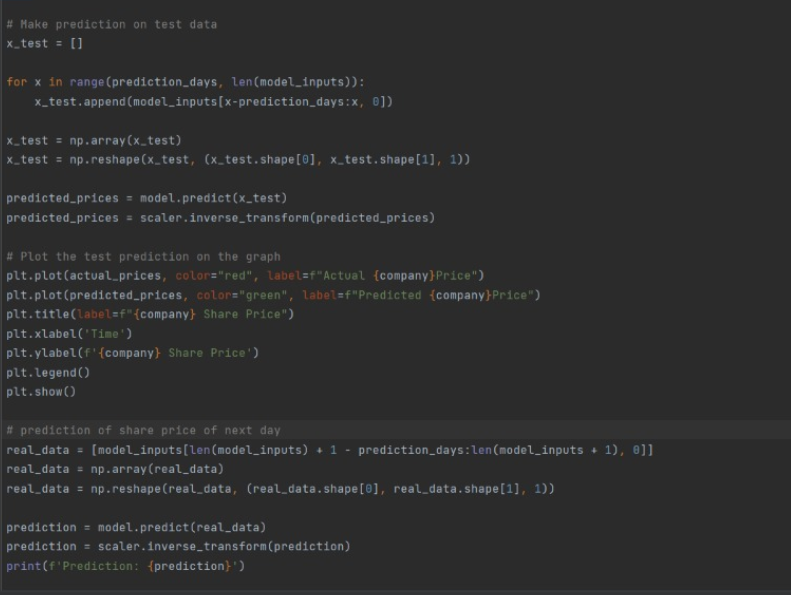 # Make prediction on test data
x_test = []
for x in range(prediction_days, len(model_inputs)):
    x_test.append(model_inputs[x-prediction_days:x, 0])
x_test = np.array(x_test)
x_test = np.reshape(x_test, (x_test.shape[0], x_test.shape[1], 1))
predicted_prices = model.predict(x_test)
predicted_prices = scaler.inverse_transform(predicted_prices)
# Plot the test prediction on the graph
plt.plot(actual_prices, color="red", label=f"Actual {company}Price")
plt.plot(predicted_prices, color="green", label=f"Predicted {company}Price")
plt.title(label=f"{company} Share Price")
plt.xlabel('Time')
plt.ylabel(f'{company} Share Price')
plt.legend()
plt.show()
# prediction of share price of next day
real_data = [model_inputs[len(model_inputs) + 1 - prediction_days:len(model_inputs + 1), 0]]
real_data = np.array(real_data)
real_data = np.reshape(real_data, (real_data.shape[0], real_data.shape[1], 1))
prediction = model.predict(real_data)
prediction = scaler.inverse_transform(prediction)
print(f'Prediction: {prediction}')